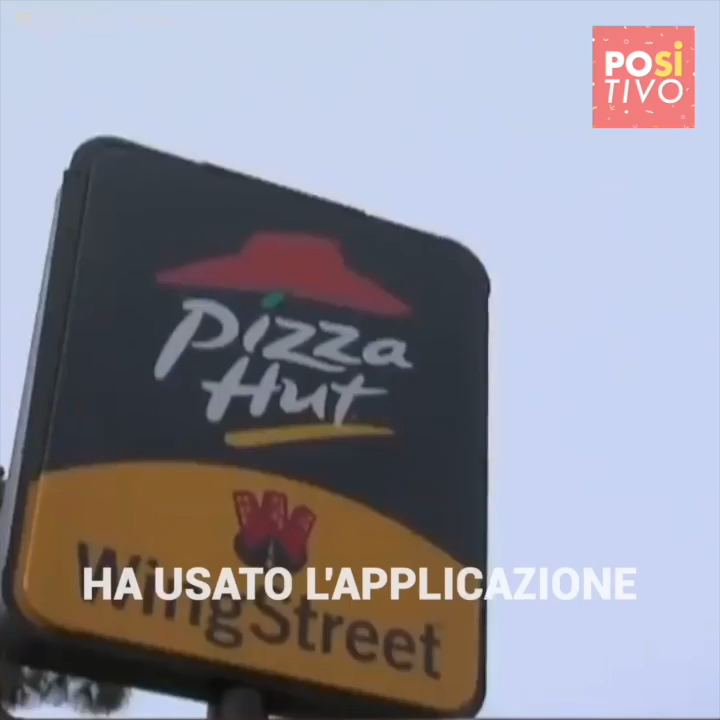 POSi
TIVO
Pizza
Hut
HA USATO L'APPLICAZIONE
WingStreet